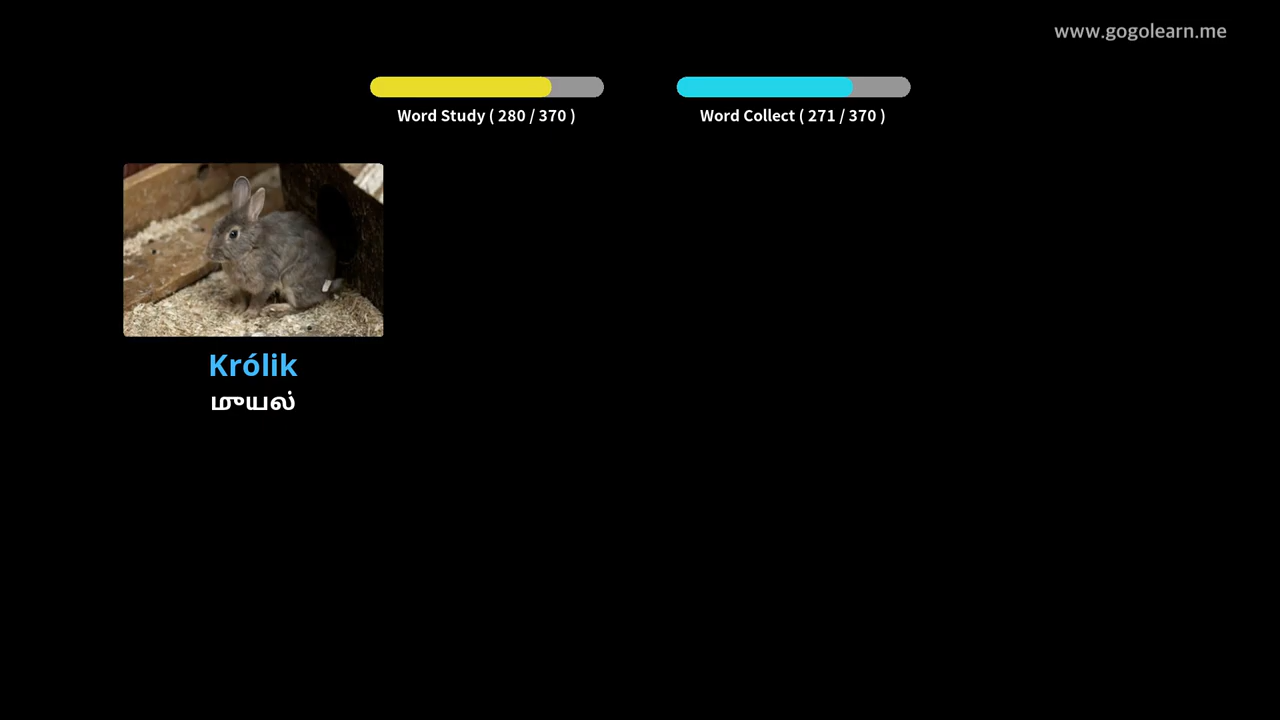 www.gogolearn.me
Word Study ( 280 / 370 )
Word Collect ( 271 / 370 )
Królik
முயல்